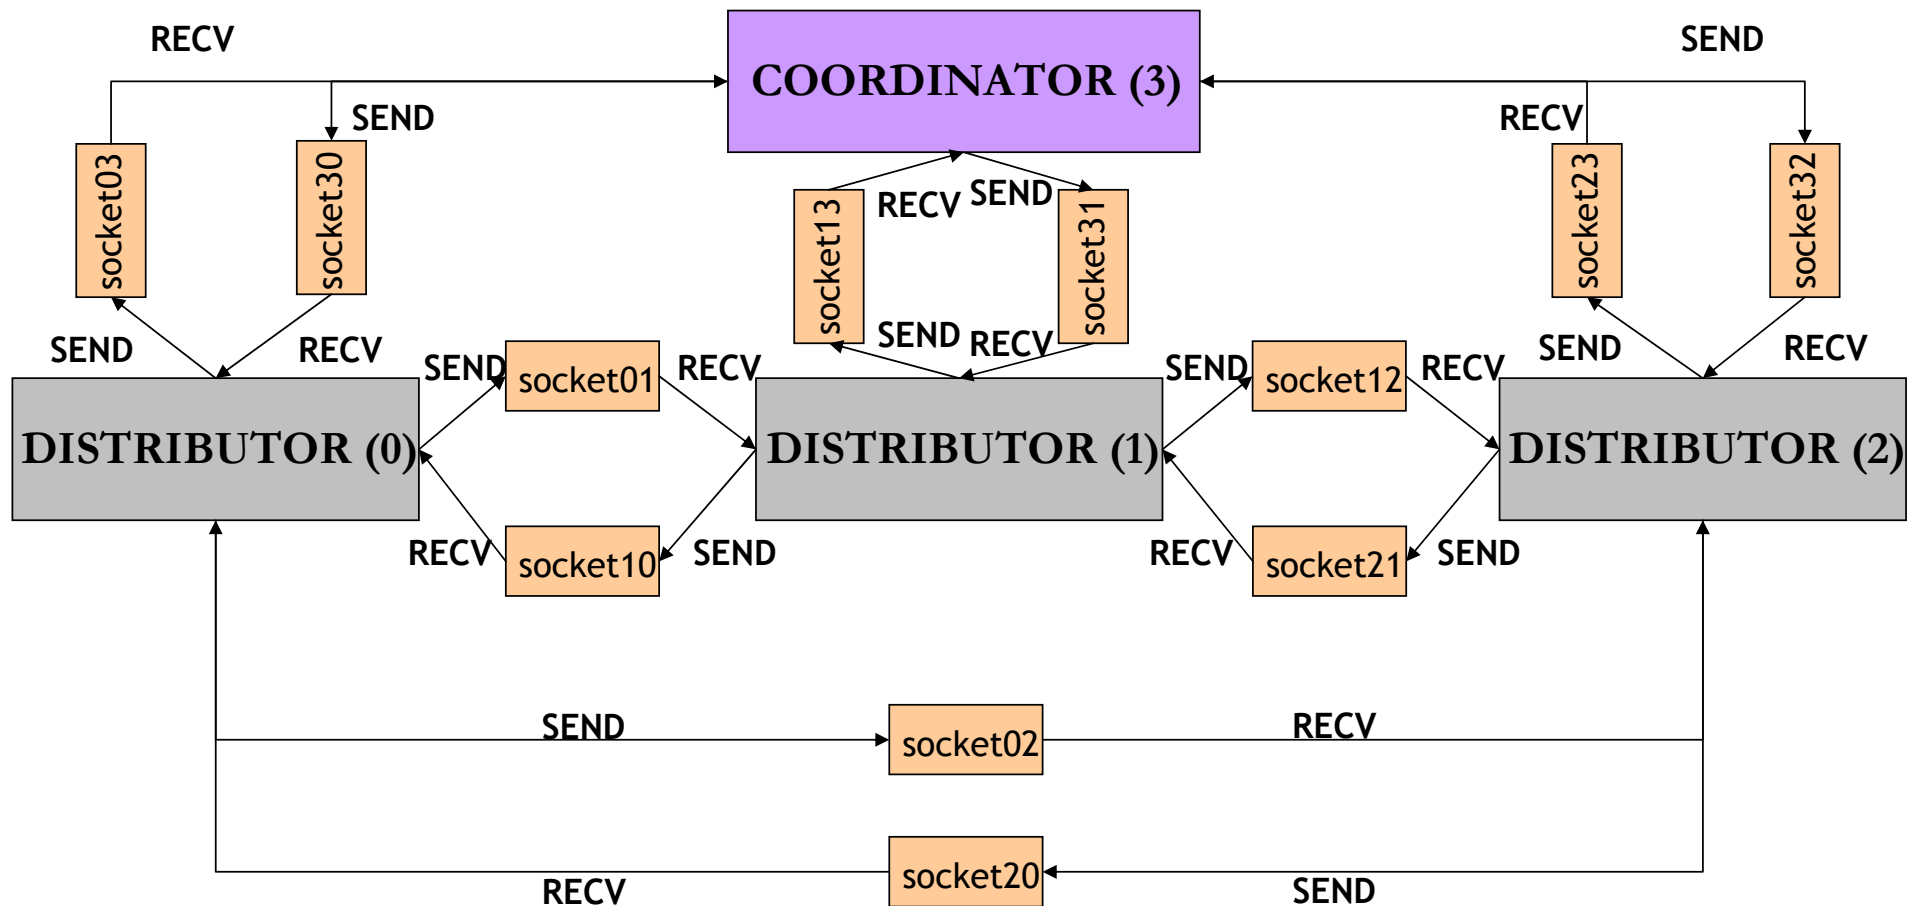 RECV
COORDINATOR (3)
SEND
SEND
RECV
socket03
socket30
socket13
RECV
SEND
socket31
socket23
socket32
SEND
RECV
SEND
RECV
SEND
RECV
SEND
socket01
RECV
SEND
socket12
RECV
DISTRIBUTOR (0)
DISTRIBUTOR (1)
DISTRIBUTOR (2)
RECV
socket10
SEND
RECV
socket21
SEND
SEND
socket02
RECV
RECV
socket20
SEND